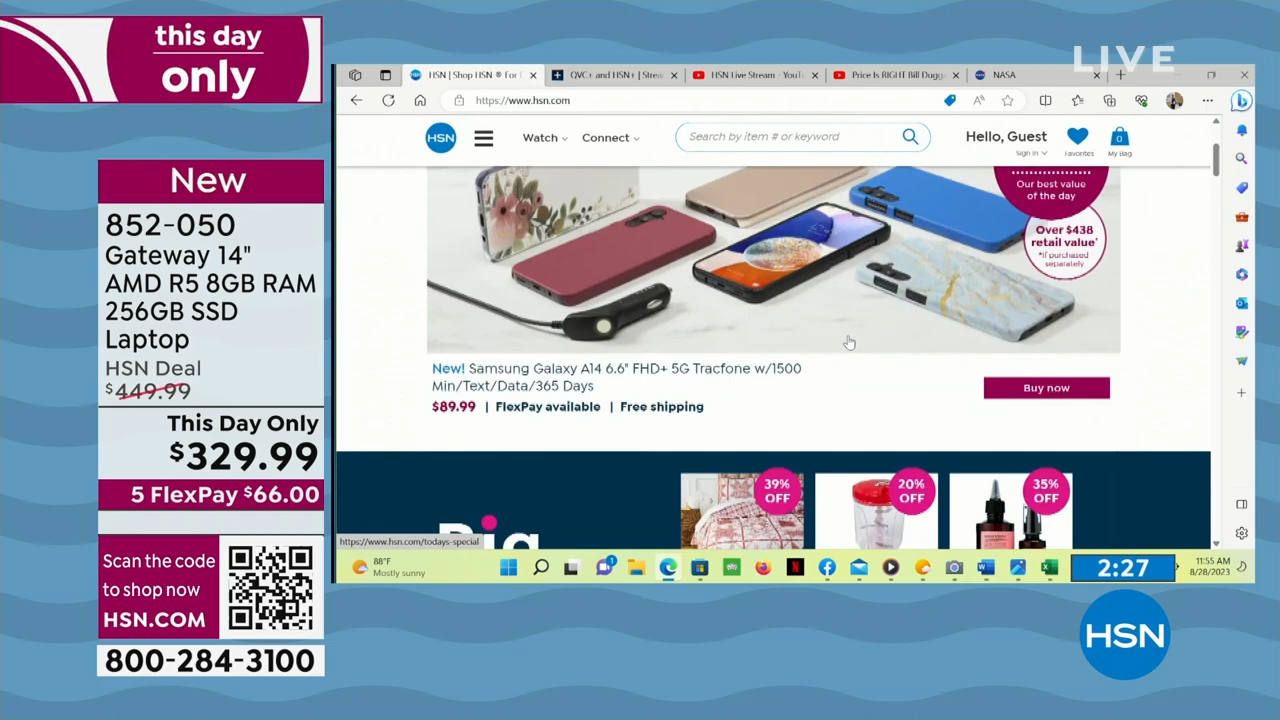 this day
only
LIVE
New
852-050
Gateway 14"
AMD R5 8GB RAM
256GB SSD
Laptop
HSN Deal
$449.99
This Day Only
$329.99
5 FlexPay $66.00
Scan the code
to shop now
HSN.COM
800-284-3100
HSN | Shop HSN ® For D
QVC+ and HSN+ | Stream
HSN Live Stream - YouTu
Price Is RIGHT Bill Dugga
NASA
https://www.hsn.com
HSN
Watch
Connect
Search by item # or keyword
Hello, Guest
Sign In
Favorites
0
My Bag
Our best value
of the day
Over $438
retail value*
*if purchased
separately
New! Samsung Galaxy A14 6.6" FHD+ 5G Tracfone w/1500
Min/Text/Data/365 Days
$89.99 | FlexPay available | Free shipping
Buy now
Big
39%
OFF
20%
OFF
35%
OFF
https://www.hsn.com/todays-special
88°F
Mostly sunny
2:27
11:55 AM
8/28/2023
HSN